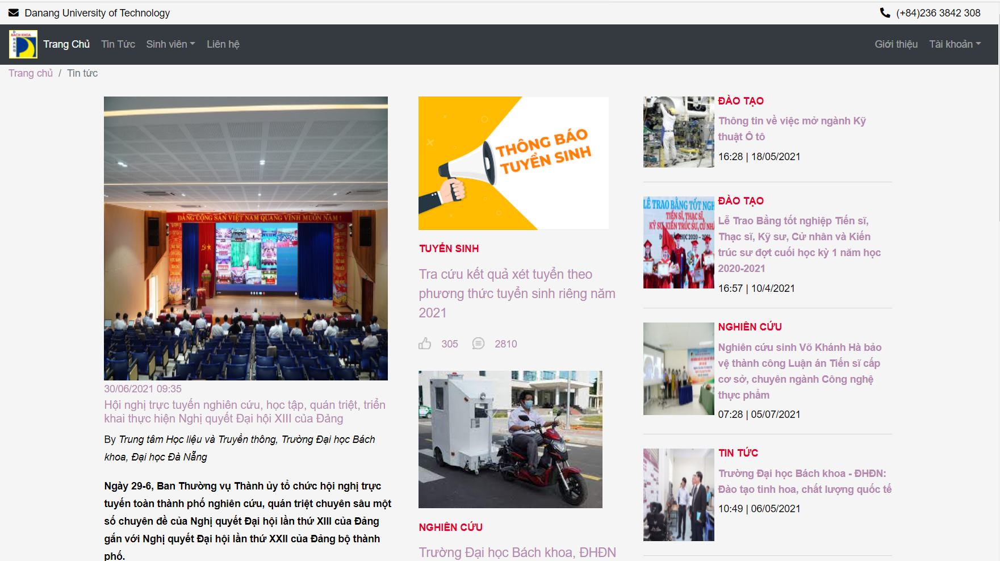 Danang University of Technology
(+84)236 3842 308
BÁCH KHOA
DANANG
Trang Chủ
Tin Tức
Sinh viên
Liên hệ
Giới thiệu
Tài khoản
Trang chủ / Tin tức
ĐẢNG CỘNG SẢN VIỆT NAM QUANG VINH MUÔN NĂM !
30/06/2021 09:35
Hội nghị trực tuyến nghiên cứu, học tập, quán triệt, triển
khai thực hiện Nghị quyết Đại hội XIII của Đảng
By Trung tâm Học liệu và Truyền thông, Trường Đại học Bách
khoa, Đại học Đà Nẵng
Ngày 29-6, Ban Thường vụ Thành ủy tổ chức hội nghị trực
tuyến toàn thành phố nghiên cứu, quán triệt chuyên sâu một
số chuyên đề của Nghị quyết Đại hội lần thứ XIII của Đảng
gắn với Nghị quyết Đại hội lần thứ XXII của Đảng bộ thành
phố.
THÔNG BÁO
TUYỂN SINH
TUYỂN SINH
Tra cứu kết quả xét tuyển theo
phương thức tuyển sinh riêng năm
2021
305
2810
NGHIÊN CỨU
Trường Đại học Bách khoa, ĐHĐN
ĐÀO TẠO
Thông tin về việc mở ngành Kỹ
thuật Ô tô
16:28 | 18/05/2021
LỄ TRAO BẰNG TỐT NGH
TIẾN SĨ, THẠC SĨ,
KỸ SƯ, KIẾN TRÚC SƯ, CỬ NHÂ
HỌC 2020 - 2021
ĐÀO TẠO
Lễ Trao Bằng tốt nghiệp Tiến sĩ,
Thạc sĩ, Kỹ sư, Cử nhân và Kiến
trúc sư đợt cuối học kỳ 1 năm học
2020-2021
16:57 | 10/4/2021
NGHIÊN CỨU
Nghiên cứu sinh Võ Khánh Hà bảo
vệ thành công Luận án Tiến sĩ cấp
cơ sở, chuyên ngành Công nghệ
thực phẩm
07:28 | 05/07/2021
TIN TỨC
Trường Đại học Bách khoa - ĐHĐN:
Đào tạo tinh hoa, chất lượng quốc tế
10:49 | 06/05/2021